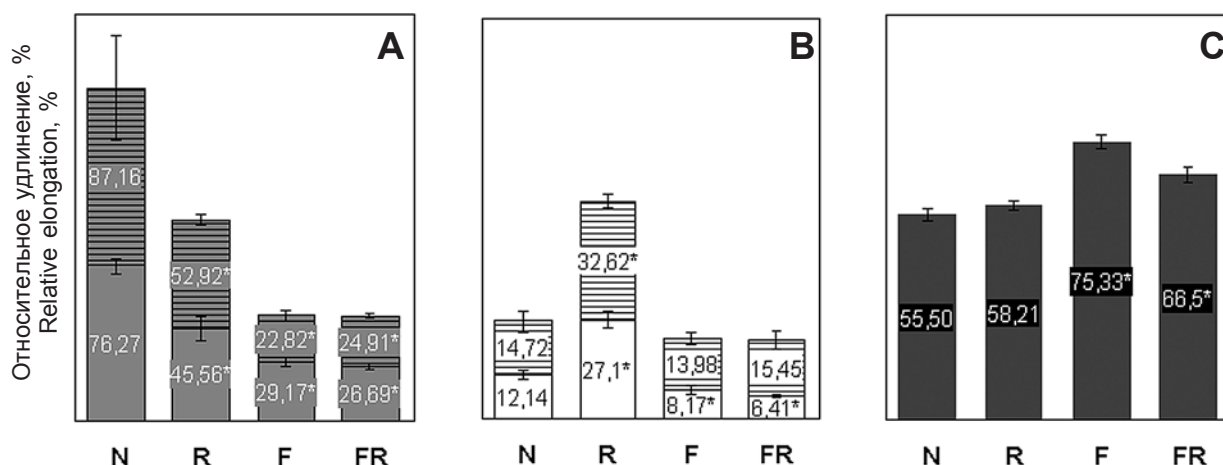 Относительное удлинение, %
Relative elongation, %
A
87,16
76,27
52,92*
45,56*
22,82*
29,17*
24,91*
26,69*
N R F FR
B
14,72
12,14
32,62*
27,1*
13,98
8,17*
15,45
6,41*
N R F FR
C
55,50
58,21
75,33*
66,5*
N R F FR